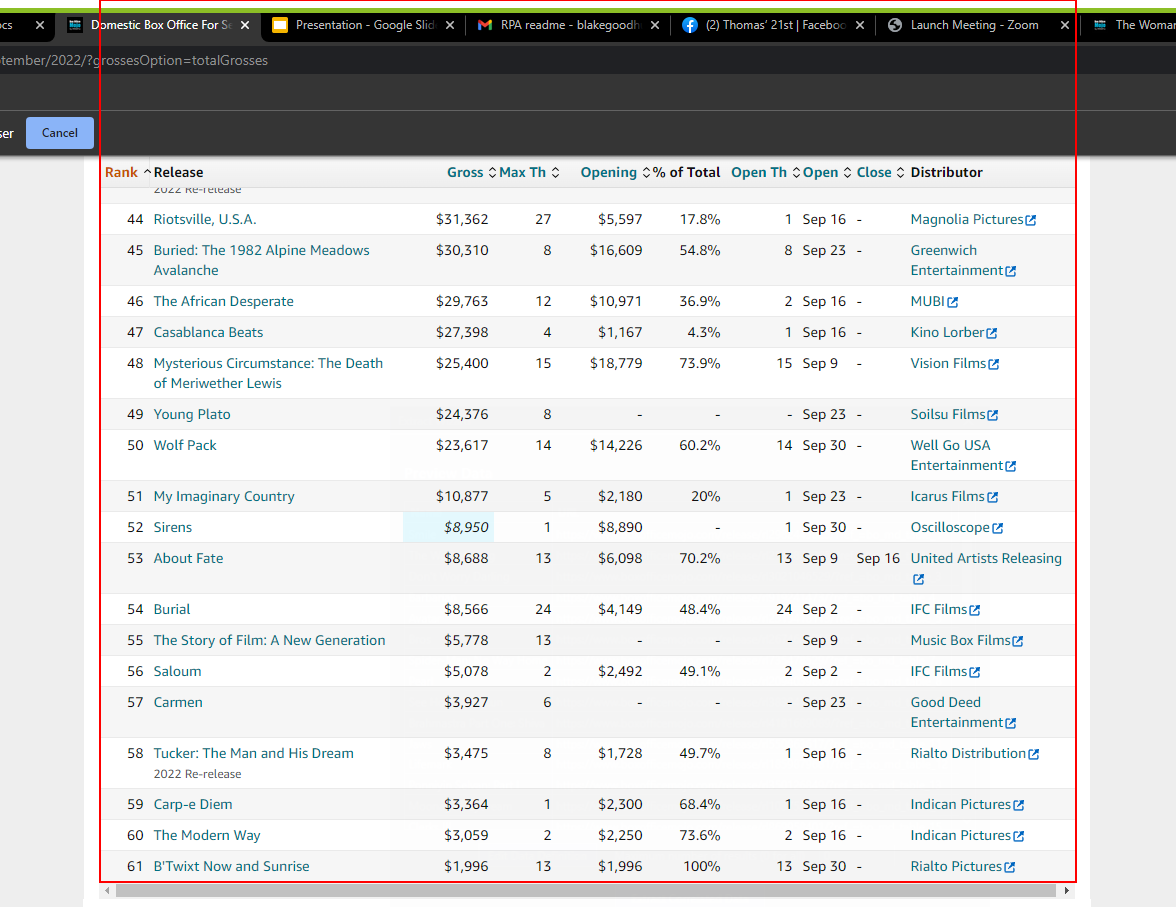 ocs
Domestic Box Office For Se
Presentation - Google Slid
RPA readme - blakegoodh
(2) Thomas' 21st | Faceboo
Launch Meeting - Zoom
The Woman
tember/2022/?grossesOption=totalGrosses
ser Cancel
Rank Release Gross Max Th Opening % of Total Open Th Open Close Distributor
2022 Re-release
44 Riotsville, U.S.A. $31,362 27 $5,597 17.8% 1 Sep 16 - Magnolia Pictures
45 Buried: The 1982 Alpine Meadows $30,310 8 $16,609 54.8% 8 Sep 23 - Greenwich
Avalanche Entertainment
46 The African Desperate $29,763 12 $10,971 36.9% 2 Sep 16 - MUBI
47 Casablanca Beats $27,398 4 $1,167 4.3% 1 Sep 16 - Kino Lorber
48 Mysterious Circumstance: The Death $25,400 15 $18,779 73.9% 15 Sep 9 - Vision Films
of Meriwether Lewis
49 Young Plato $24,376 8 - - - Sep 23 - Soilsu Films
50 Wolf Pack $23,617 14 $14,226 60.2% 14 Sep 30 - Well Go USA
Entertainment
51 My Imaginary Country $10,877 5 $2,180 20% 1 Sep 23 - Icarus Films
52 Sirens $8,950 1 $8,890 - 1 Sep 30 - Oscilloscope
53 About Fate $8,688 13 $6,098 70.2% 13 Sep 9 Sep 16 United Artists Releasing
54 Burial $8,566 24 $4,149 48.4% 24 Sep 2 - IFC Films
55 The Story of Film: A New Generation $5,778 13 - - - Sep 9 - Music Box Films
56 Saloum $5,078 2 $2,492 49.1% 2 Sep 2 - IFC Films
57 Carmen $3,927 6 - - - Sep 23 - Good Deed
Entertainment
58 Tucker: The Man and His Dream $3,475 8 $1,728 49.7% 1 Sep 16 - Rialto Distribution
2022 Re-release
59 Carp-e Diem $3,364 1 $2,300 68.4% 1 Sep 16 - Indican Pictures
60 The Modern Way $3,059 2 $2,250 73.6% 2 Sep 16 - Indican Pictures
61 B'Twixt Now and Sunrise $1,996 13 $1,996 100% 13 Sep 30 - Rialto Pictures